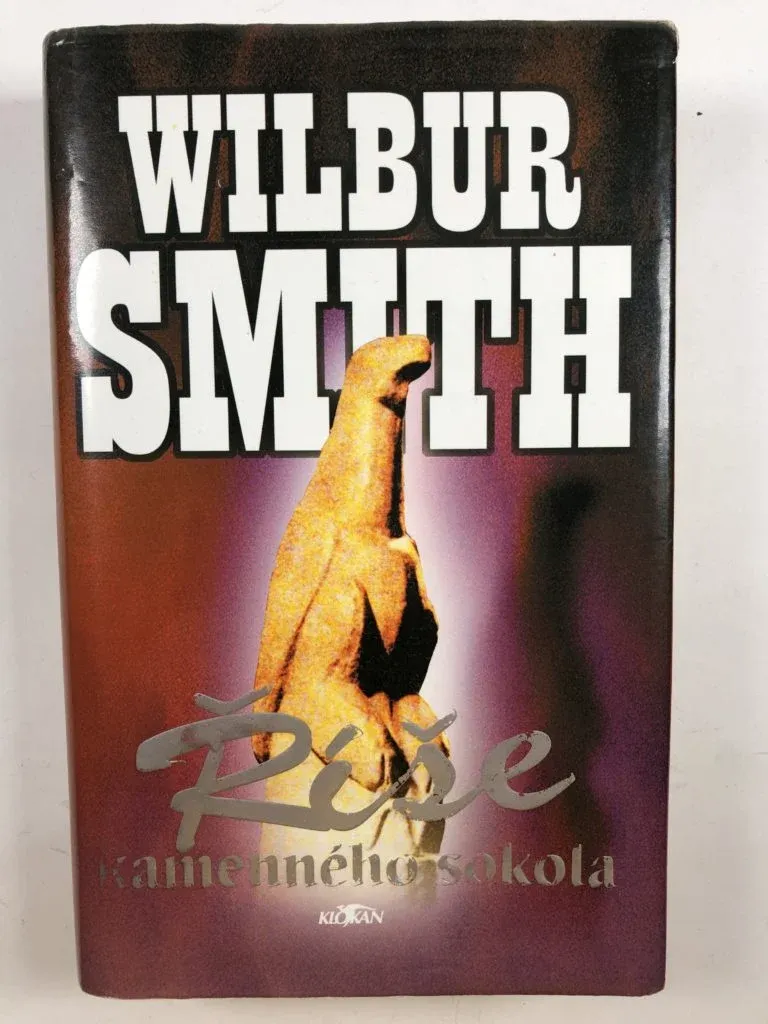 WILBUR
SMITH
Říše
kamenného sokola
KLOKAN